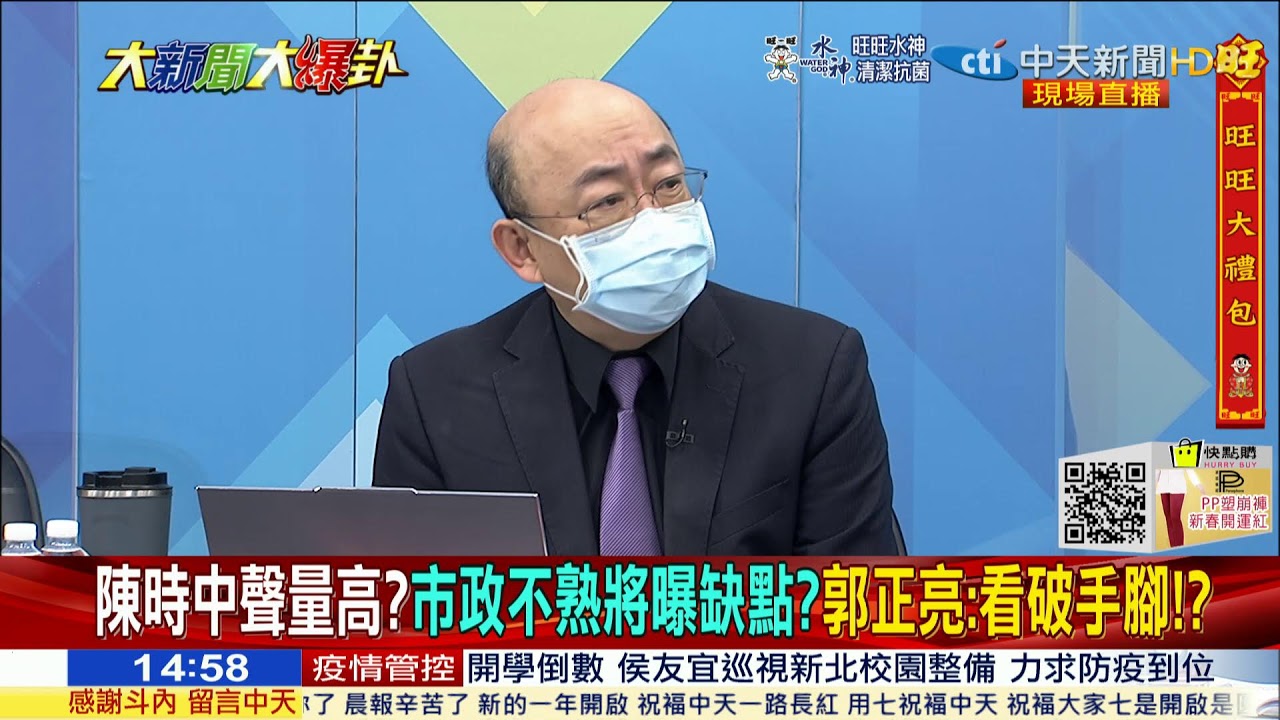 大新聞大爆卦
旺旺
水神
WATER GOD
旺旺水神
清潔抗菌
cti 中天新聞HD
現場直播
旺
旺旺大禮包
快點購
HURRY BUY
PP塑崩褲
新春開運紅
陳時中聲量高?市政不熟將曝缺點?郭正亮:看破手腳!?
14:58
疫情管控
開學倒數 侯友宜巡視新北校園整備 力求防疫到位
感謝斗內 留言中天
你了 晨報辛苦了 新的一年開啟 祝福中天一路長紅 用七祝福中天 祝福大家七是開啟是